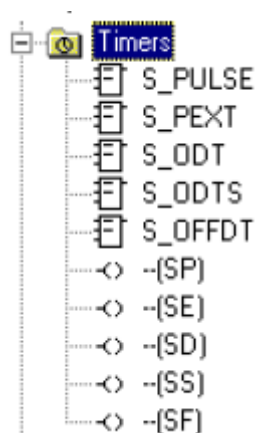 Timers
S_PULSE
S_PEXT
S_ODT
S_ODTS
S_OFFDT
--(SP)
--(SE)
--(SD)
--(SS)
--(SF)